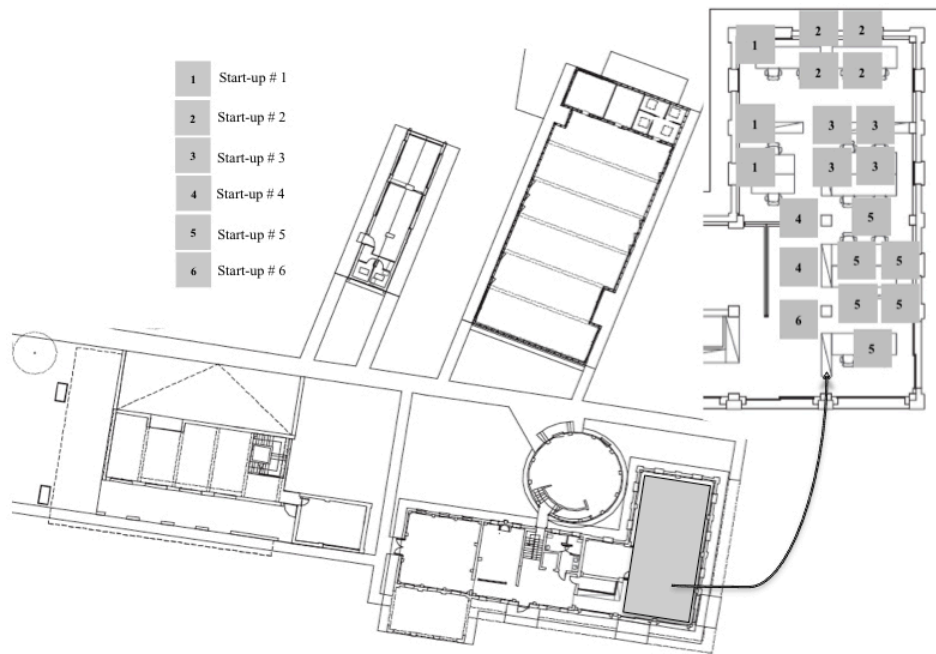 1 Start-up # 1
2 Start-up # 2
3 Start-up # 3
4 Start-up # 4
5 Start-up # 5
6 Start-up # 6
1 2 2
2 2
1 3 3
1 3 3
4 5
4 5 5
6 5 5
5